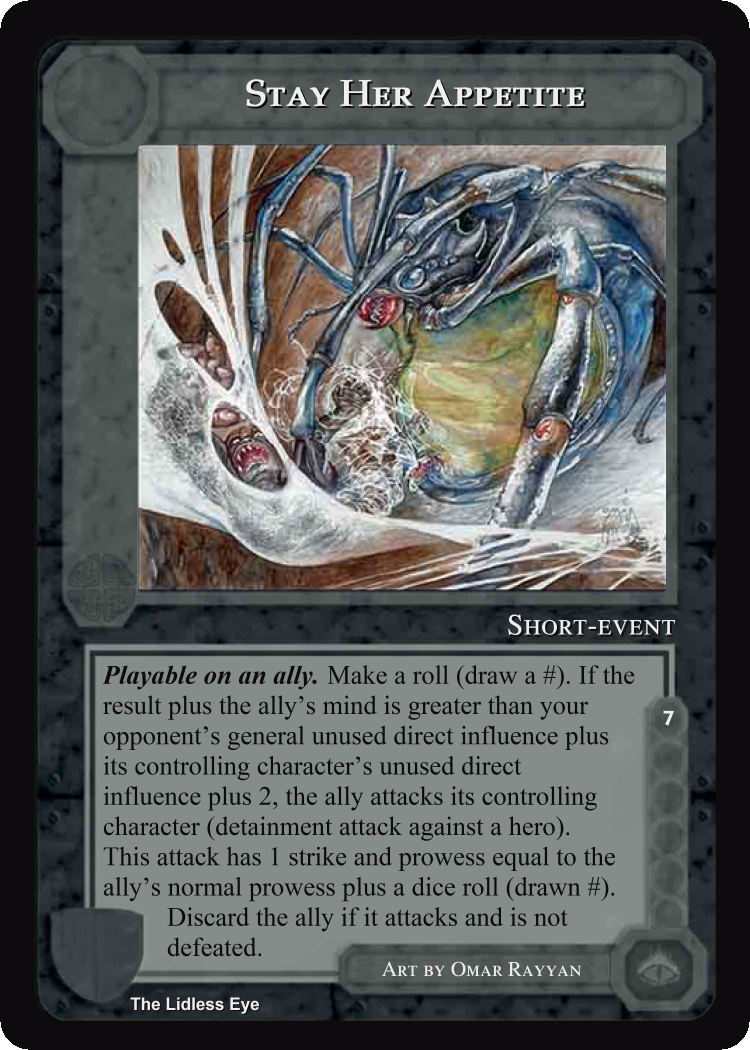 Stay Her Appetite
Short-event
Playable on an ally. Make a roll (draw a #). If the
result plus the ally's mind is greater than your
opponent's general unused direct influence plus
its controlling character's unused direct
influence plus 2, the ally attacks its controlling
character (detainment attack against a hero).
This attack has 1 strike and prowess equal to the
ally's normal prowess plus a dice roll (drawn #).
Discard the ally if it attacks and is not
defeated.
7
Art by Omar Rayyan
The Lidless Eye